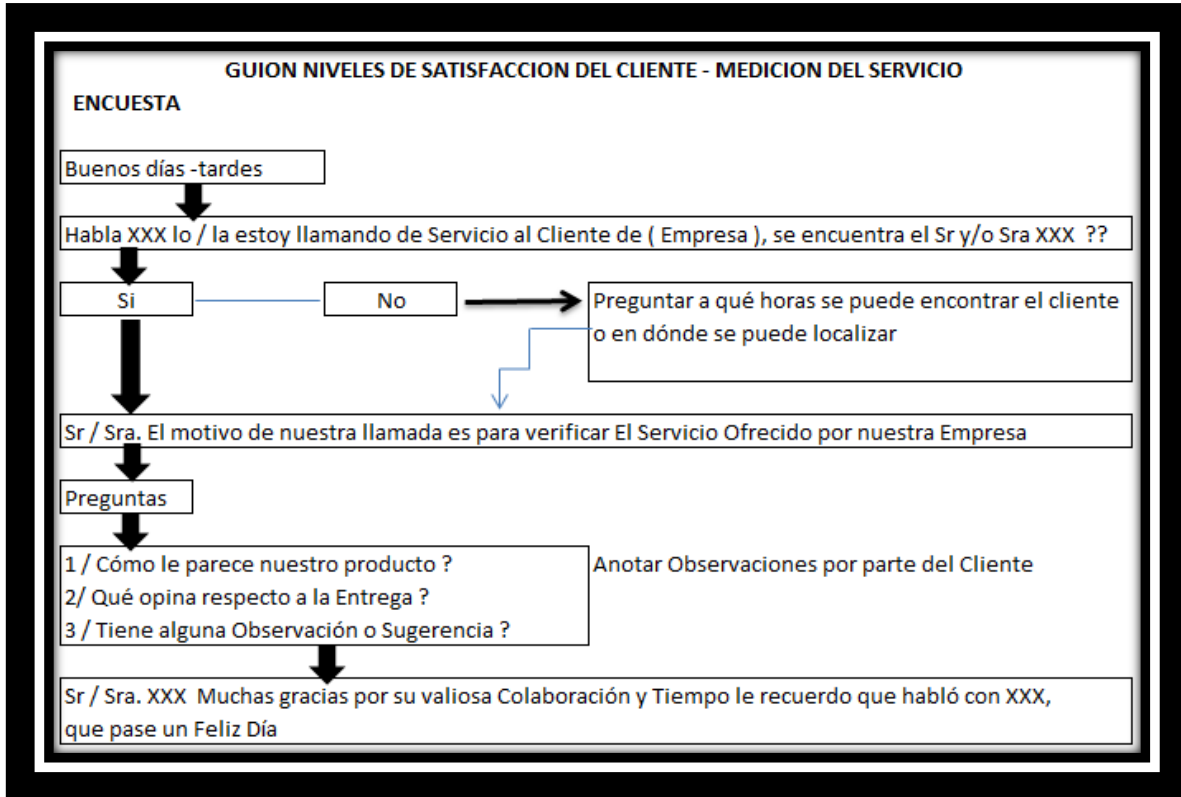 GUION NIVELES DE SATISFACCION DEL CLIENTE - MEDICION DEL SERVICIO
ENCUESTA
Buenos días -tardes
Habla XXX lo / la estoy llamando de Servicio al Cliente de ( Empresa ), se encuentra el Sr y/o Sra XXX ??
Si
No
Preguntar a qué horas se puede encontrar el cliente
o en dónde se puede localizar
Sr / Sra. El motivo de nuestra llamada es para verificar El Servicio Ofrecido por nuestra Empresa
Preguntas
1 / Cómo le parece nuestro producto ?
2/ Qué opina respecto a la Entrega ?
3 / Tiene alguna Observación o Sugerencia ?
Anotar Observaciones por parte del Cliente
Sr / Sra. XXX Muchas gracias por su valiosa Colaboración y Tiempo le recuerdo que habló con XXX,
que pase un Feliz Día